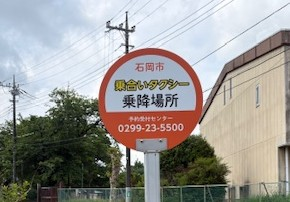 石岡市
乗合いタクシー
乗降場所
予約受付センター
0299-23-5500